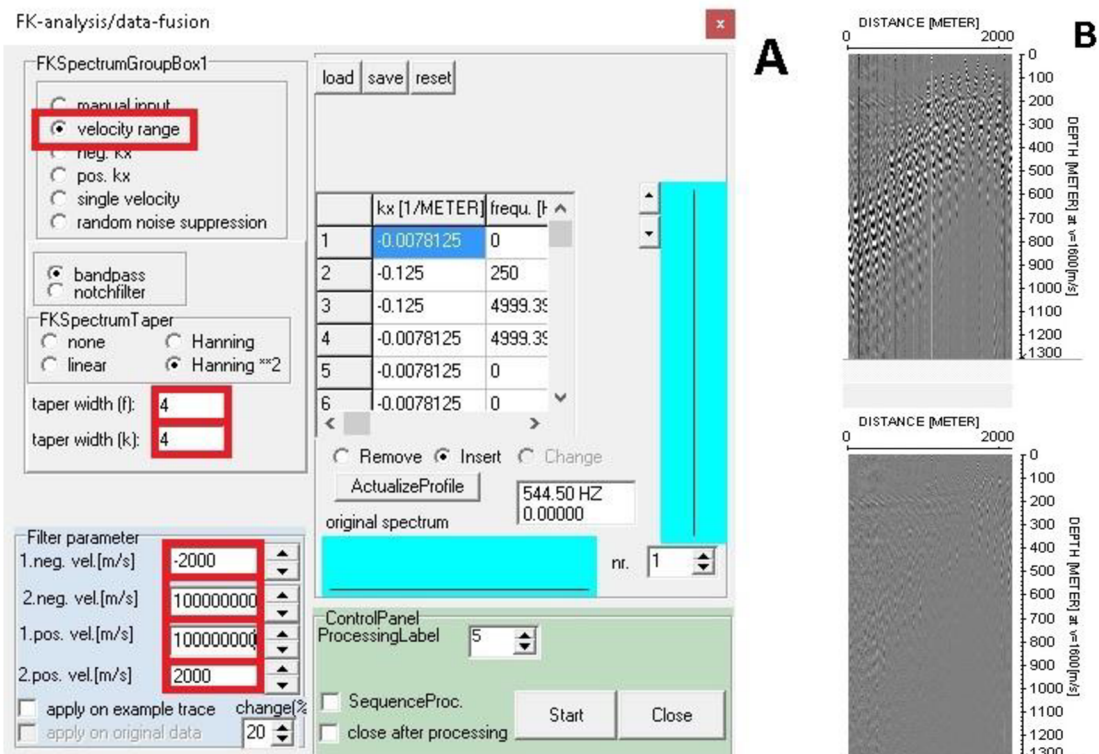 FK-analysis/data-fusion
x
FKSpectrumGroupBox1
manual input
velocity range
neg. kx
pos. kx
single velocity
random noise suppression
bandpass
notchfilter
FKSpectrumTaper
none
Hanning
linear
Hanning **2
taper width (f): 4
taper width (k): 4
Filter parameter
1.neg. vel.[m/s] -2000
2.neg. vel.[m/s] 100000000
1.pos. vel.[m/s] 100000000
2.pos. vel.[m/s] 2000
apply on example trace
change(%
apply on original data
20
load save reset
kx [1/METER] frequ. [H
1 -0.0078125 0
2 -0.125 250
3 -0.125 4999.39
4 -0.0078125 4999.39
5 -0.0078125 0
6 -0.0078125 0
Remove Insert Change
ActualizeProfile
544.50 HZ
0.00000
original spectrum
nr. 1
ControlPanel
ProcessingLabel 5
SequenceProc.
close after processing
Start
Close
A
B
DISTANCE [METER]
0 2000
0
100
200
300
400
500
600
700
800
900
1000
1100
1200
1300
DEPTH [METER] at v=1600[m/s]
DISTANCE [METER]
0 2000
0
100
200
300
400
500
600
700
800
900
1000
1100
1200
1300
DEPTH [METER] at v=1600[m/s]